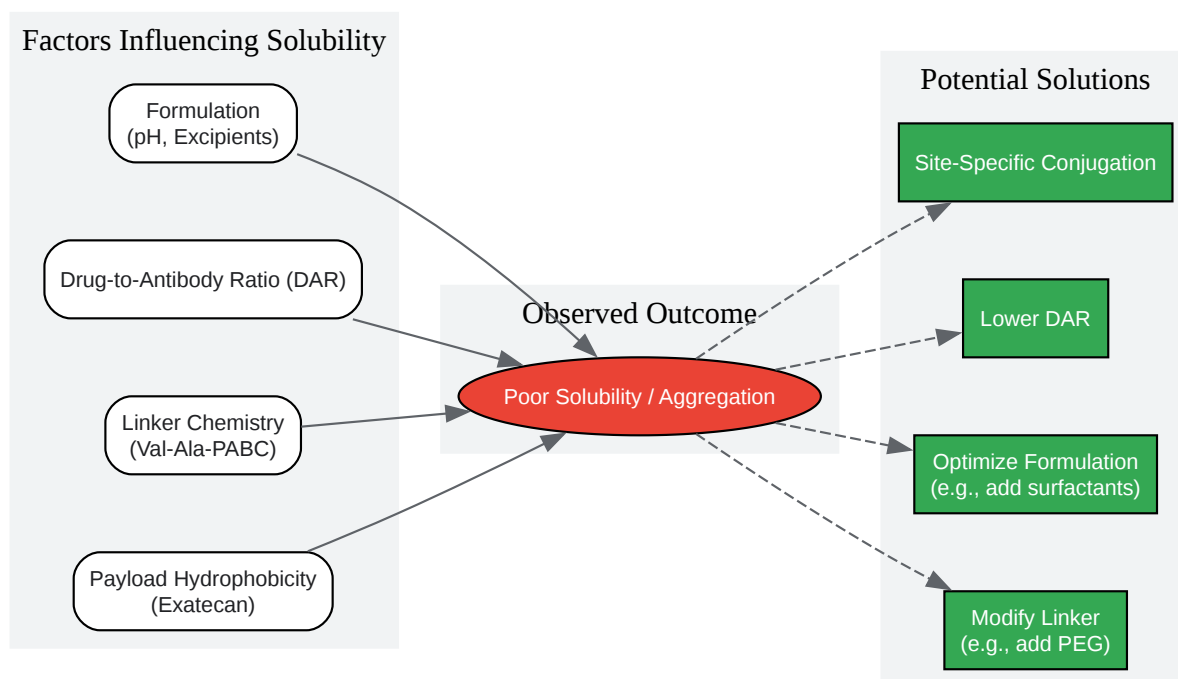 Factors Influencing Solubility
Formulation
(pH, Excipients)
Drug-to-Antibody Ratio (DAR)
Linker Chemistry
(Val-Ala-PABC)
Payload Hydrophobicity
(Exatecan)
Observed Outcome
Poor Solubility / Aggregation
Potential Solutions
Site-Specific Conjugation
Lower DAR
Optimize Formulation
(e.g., add surfactants)
Modify Linker
(e.g., add PEG)